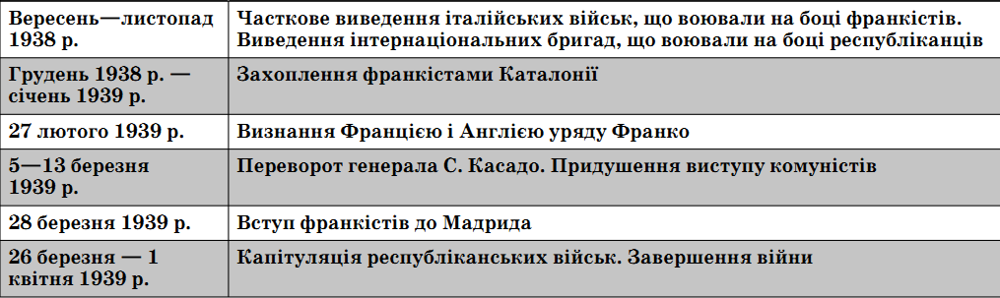 Вересень—листопад
1938 р.
Часткове виведення італійських військ, що воювали на боці франкістів.
Виведення інтернаціональних бригад, що воювали на боці республіканців
Грудень 1938 р. —
січень 1939 р.
Захоплення франкістами Каталонії
27 лютого 1939 р.
Визнання Францією і Англією уряду Франко
5—13 березня
1939 р.
Переворот генерала С. Касадо. Придушення виступу комуністів
28 березня 1939 р.
Вступ франкістів до Мадрида
26 березня — 1
квітня 1939 р.
Капітуляція республіканських військ. Завершення війни